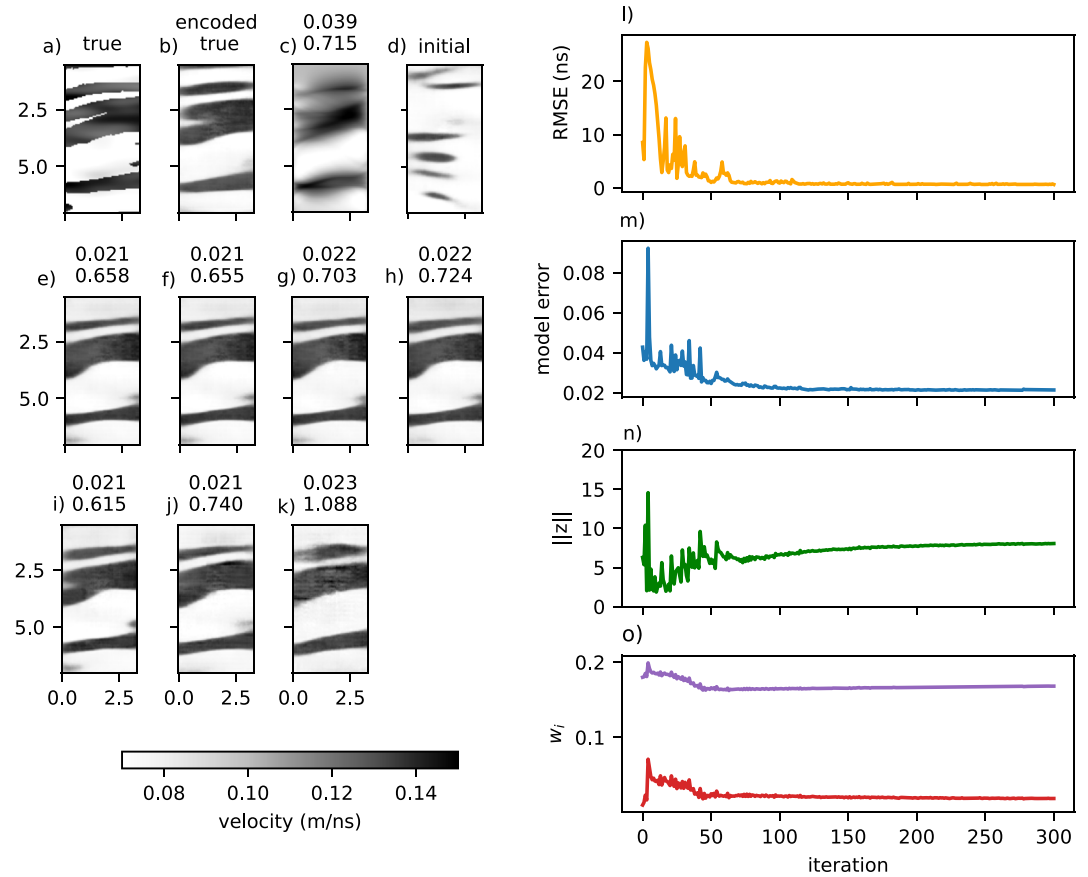 a) true
b) encoded true
c) 0.039 0.715
d) initial
2.5
5.0
e) 0.021 0.658
f) 0.021 0.655
g) 0.022 0.703
h) 0.022 0.724
2.5
5.0
i) 0.021 0.615
j) 0.021 0.740
k) 0.023 1.088
2.5
5.0
0.0 2.5
0.0 2.5
0.0 2.5
0.08 0.10 0.12 0.14
velocity (m/ns)
l)
RMSE (ns)
20
10
0
m)
model error
0.08
0.06
0.04
0.02
n)
||z||
20
15
10
5
0
o)
w_i
0.2
0.1
0 50 100 150 200 250 300
iteration